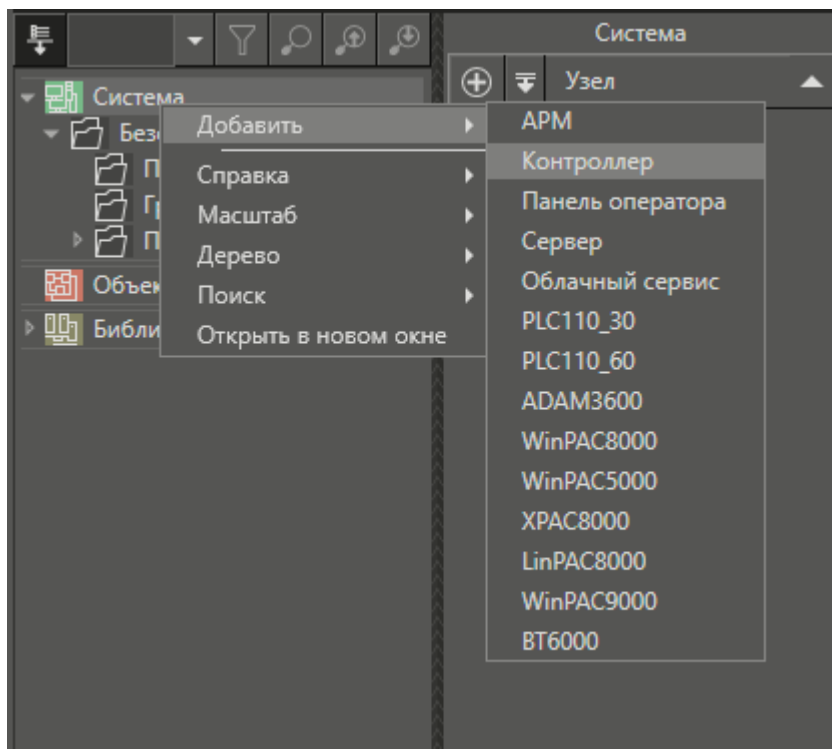 Система
Узел
Система
Добавить
Справка
Масштаб
Дерево
Поиск
Открыть в новом окне
АРМ
Контроллер
Панель оператора
Сервер
Облачный сервис
PLC110_30
PLC110_60
ADAM3600
WinPAC8000
WinPAC5000
XPAC8000
LinPAC8000
WinPAC9000
BT6000